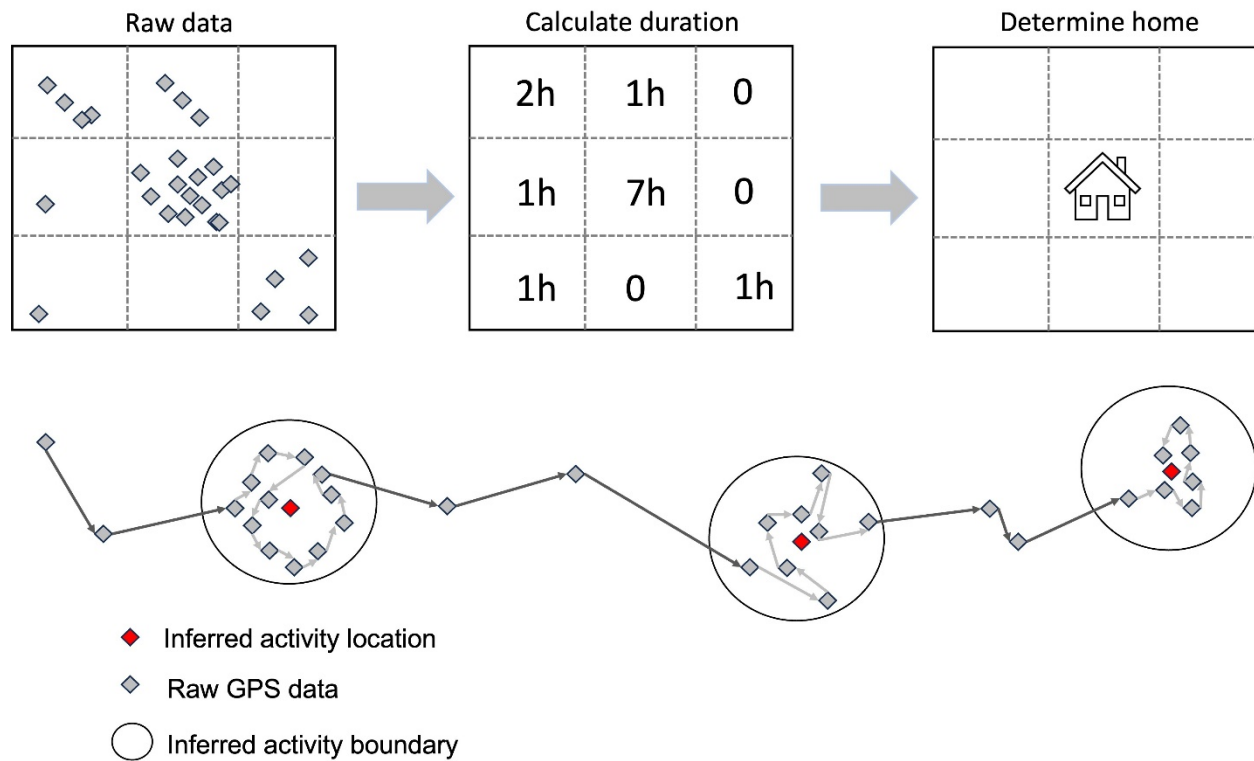 Raw data
Calculate duration
Determine home
2h 1h 0
1h 7h 0
1h 0 1h
Inferred activity location
Raw GPS data
Inferred activity boundary